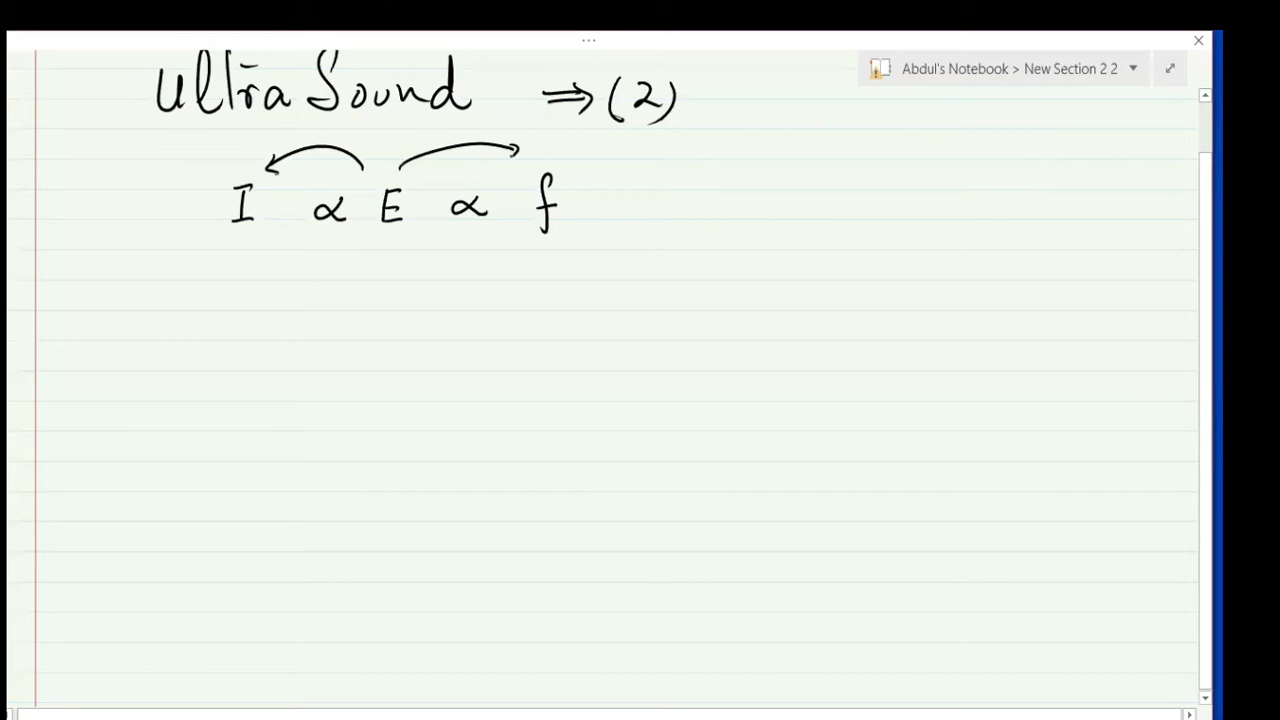 Abdul's Notebook > New Section 2 2
Ultra Sound ⇒ (2)
I ∝ E ∝ f